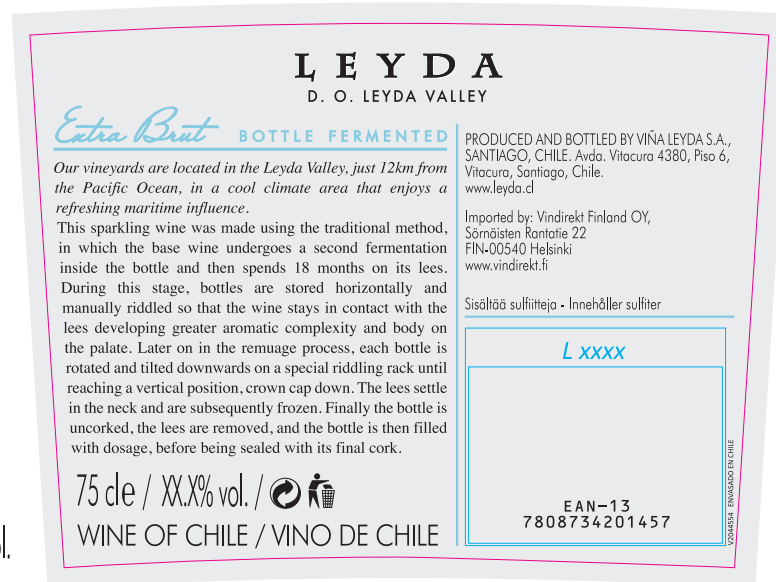 LEYDA
D. O. LEYDA VALLEY
Extra Brut BOTTLE FERMENTED
Our vineyards are located in the Leyda Valley, just 12km from
the Pacific Ocean, in a cool climate area that enjoys a
refreshing maritime influence.
This sparkling wine was made using the traditional method,
in which the base wine undergoes a second fermentation
inside the bottle and then spends 18 months on its lees.
During this stage, bottles are stored horizontally and
manually riddled so that the wine stays in contact with the
lees developing greater aromatic complexity and body on
the palate. Later on in the remuage process, each bottle is
rotated and tilted downwards on a special riddling rack until
reaching a vertical position, crown cap down. The lees settle
in the neck and are subsequently frozen. Finally the bottle is
uncorked, the lees are removed, and the bottle is then filled
with dosage, before being sealed with its final cork.
75 cle / XX.X% vol. /
WINE OF CHILE / VINO DE CHILE
PRODUCED AND BOTTLED BY VIÑA LEYDA S.A.,
SANTIAGO, CHILE. Avda. Vitacura 4380, Piso 6,
Vitacura, Santiago, Chile.
www.leyda.cl
Imported by: Vindirekt Finland OY,
Sörnäisten Rantatie 22
FIN-00540 Helsinki
www.vindirekt.fi
Sisältää sulfiitteja - Innehåller sulfiter
L xxxx
EAN-13
7808734201457
V2044554 ENVASADO EN CHILE